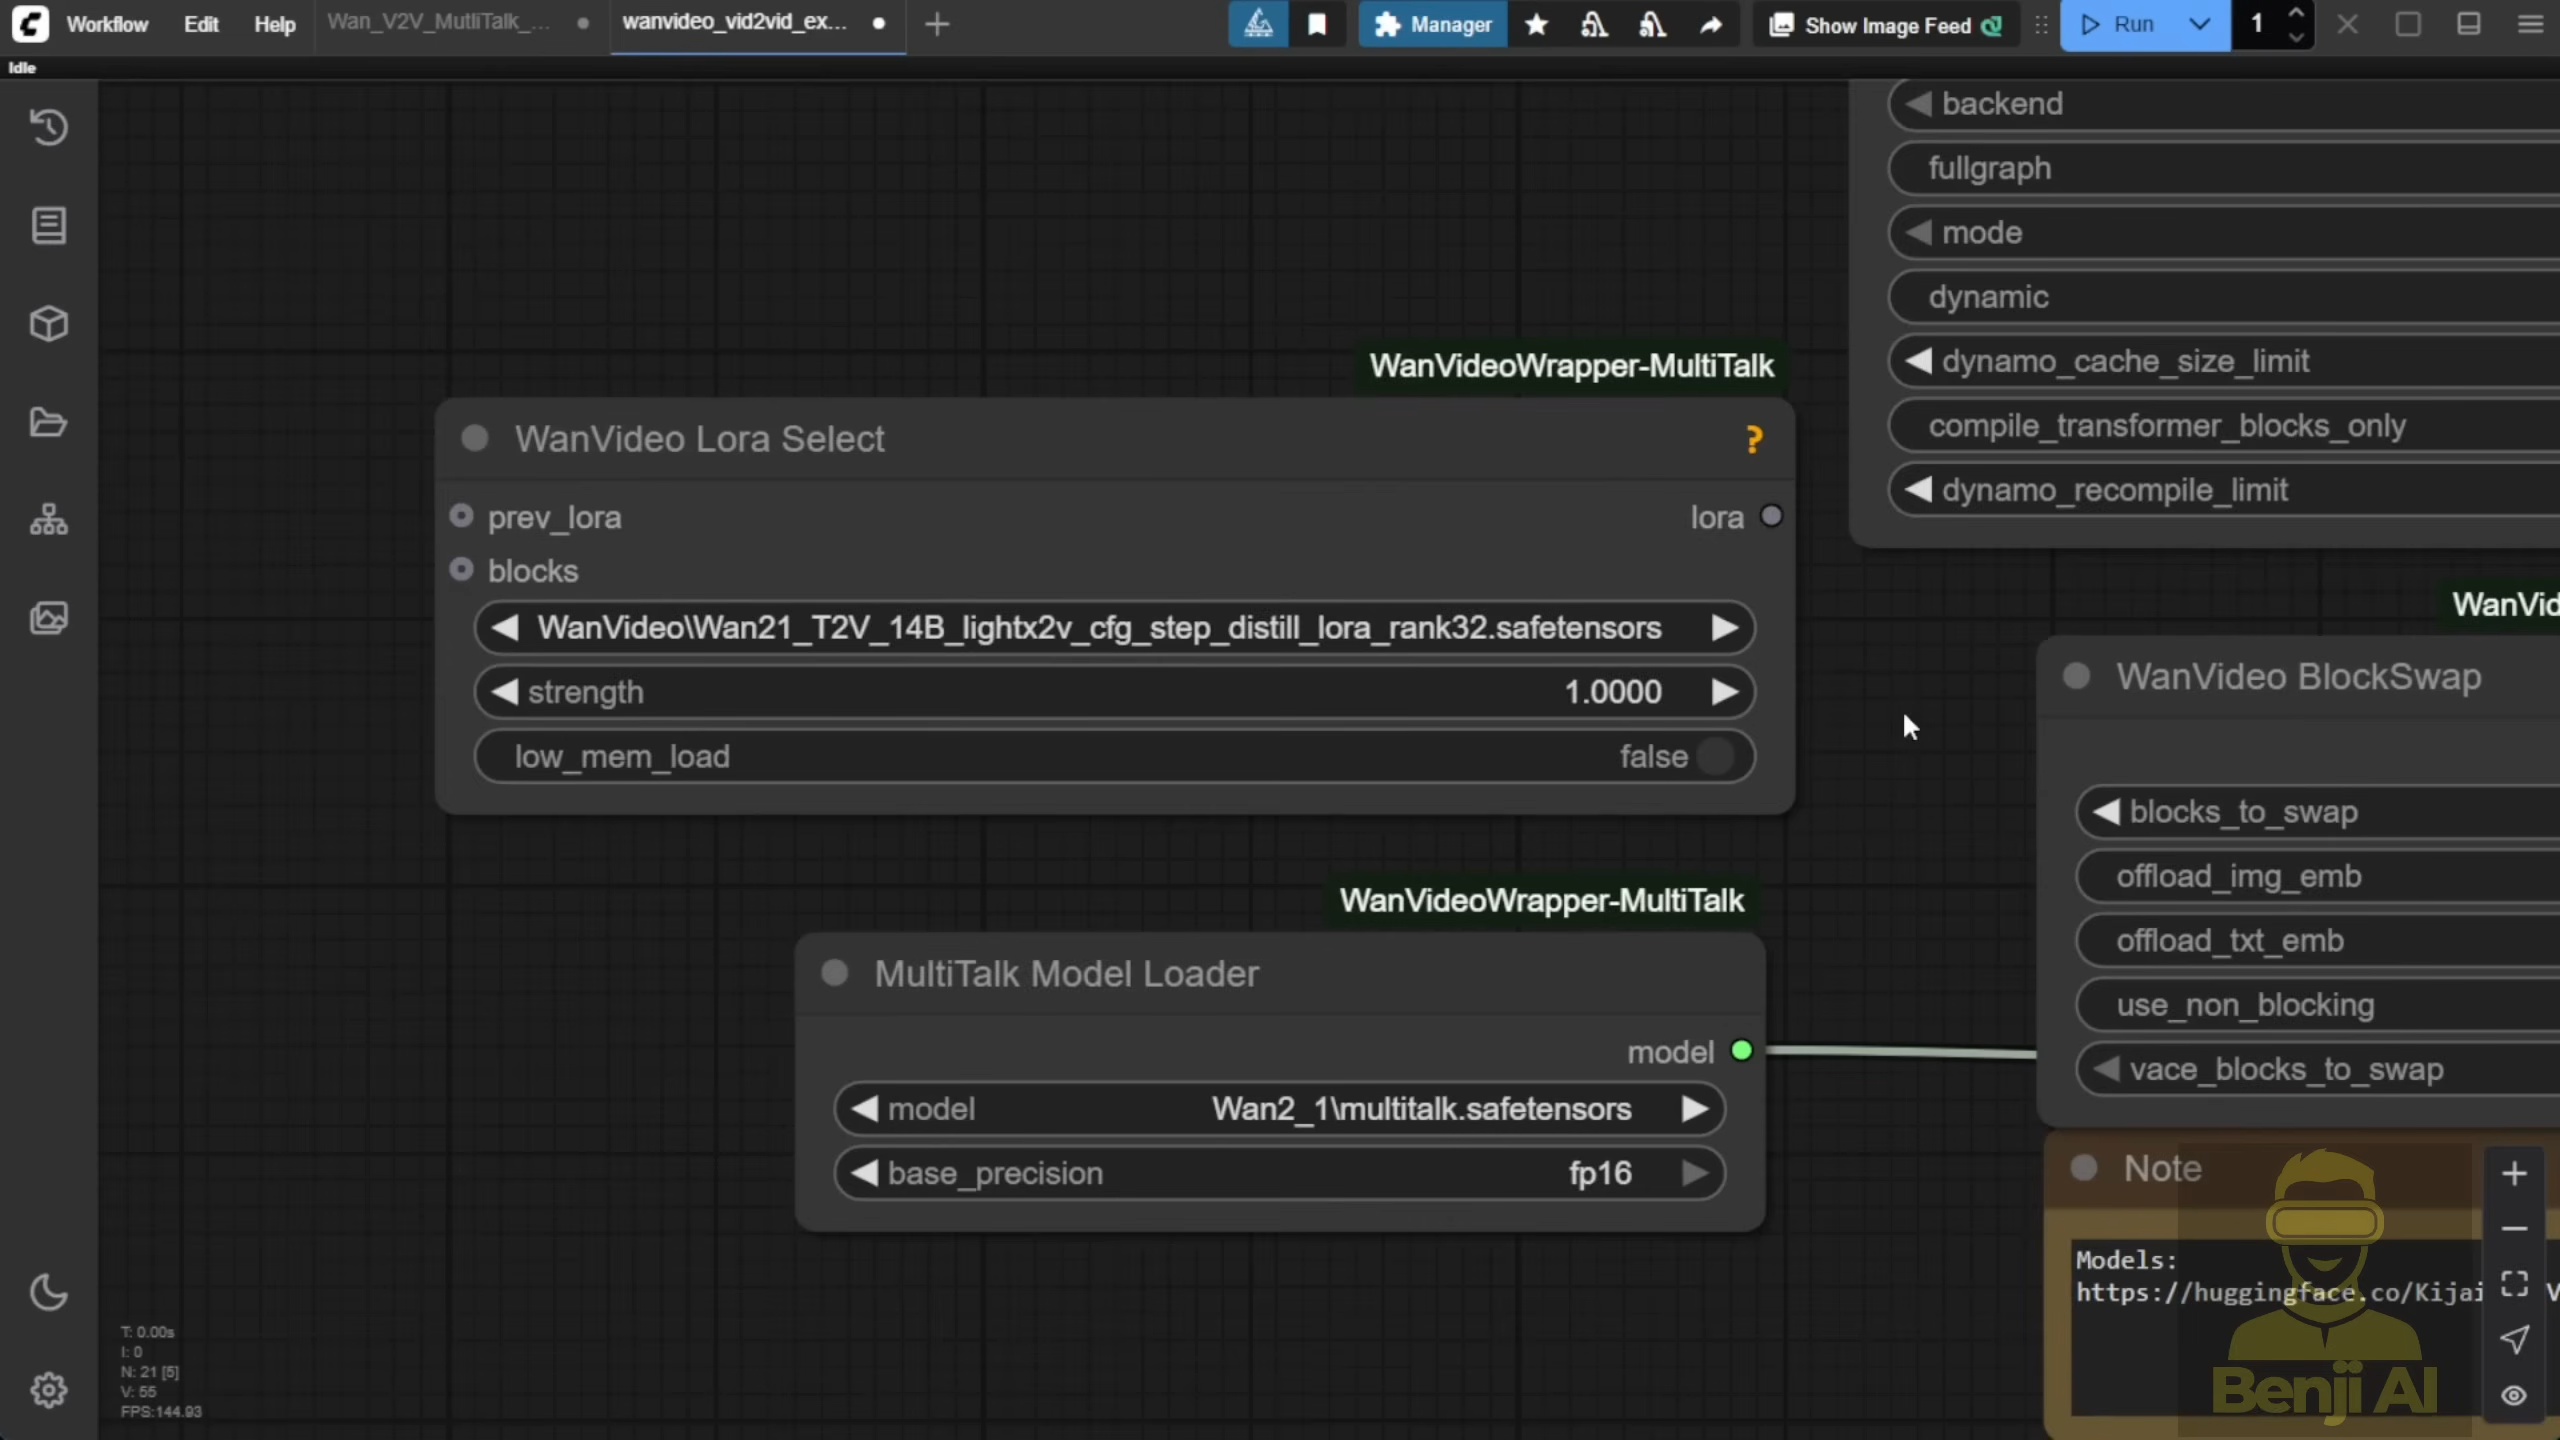 Workflow
Edit
Help
Wan_V2V_MutliTalk_...
wanvideo_vid2vid_ex...
Manager
Show Image Feed
Run
1
Idle
backend
fullgraph
mode
dynamic
dynamo_cache_size_limit
compile_transformer_blocks_only
dynamo_recompile_limit
WanVideoWrapper-MultiTalk
WanVideo Lora Select
?
prev_lora
lora
blocks
WanVideo\Wan21_T2V_14B_lightx2v_cfg_step_distill_lora_rank32.safetensors
strength
1.0000
low_mem_load
false
WanVid
WanVideo BlockSwap
blocks_to_swap
offload_img_emb
offload_txt_emb
use_non_blocking
vace_blocks_to_swap
WanVideoWrapper-MultiTalk
MultiTalk Model Loader
model
model
Wan2_1\multitalk.safetensors
base_precision
fp16
Note
Models:
https://huggingface.co/Kijai
Benji AI
T: 0.00s
I: 0
N: 21 [5]
V: 55
FPS:144.93